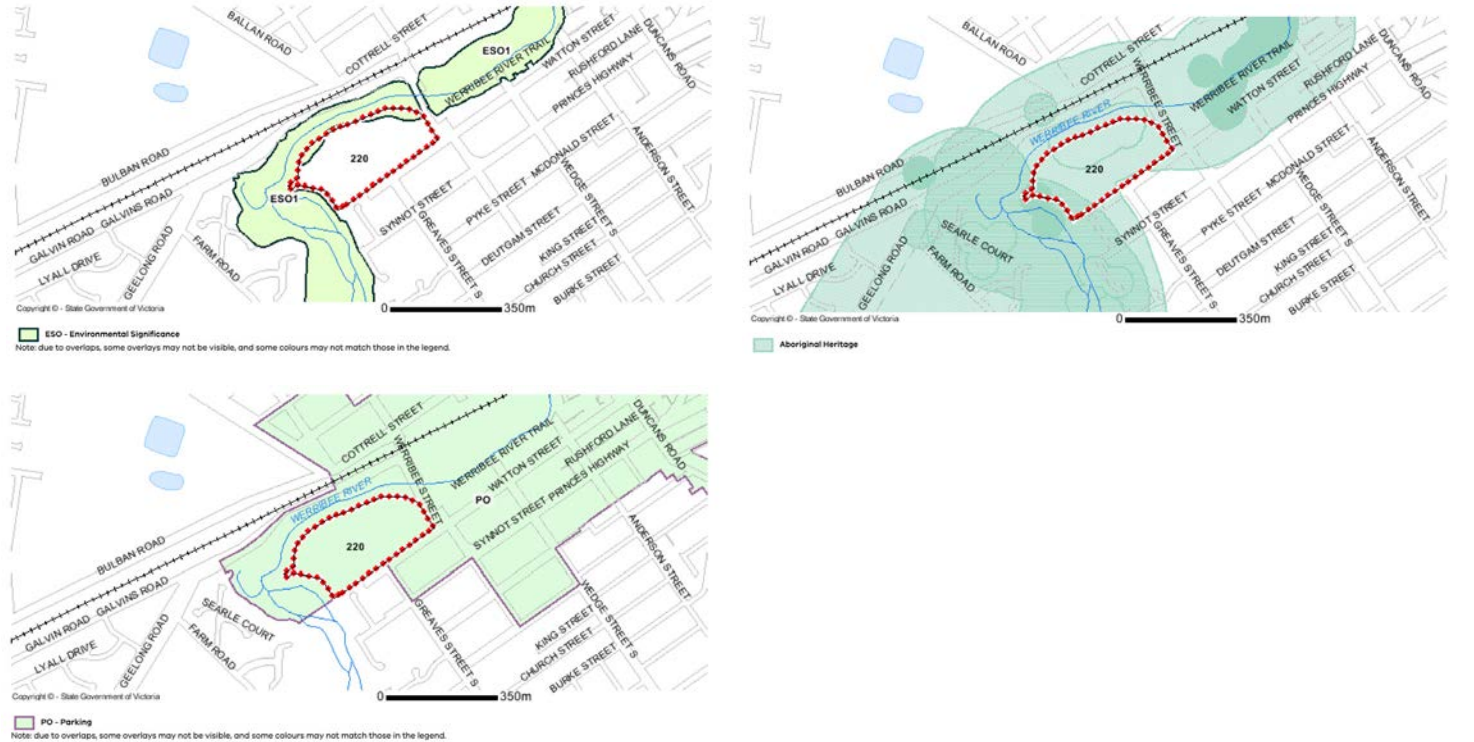 BALLAN ROAD
COTTRELL STREET
ESO1
WERRIBEE RIVER TRAIL
WATTON STREET
RUSHFORD LANE
PRINCES HIGHWAY
DUNCANS ROAD
220
BULBAN ROAD
ESO1
GALVIN ROAD
GALVINS ROAD
LYALL DRIVE
GEELONG ROAD
FARM ROAD
SYNNOT STREET
GREAVES STREET S
PYKE STREET
MCDONALD STREET
WEDGE STREET S
ANDERSON STREET
DEUTGAM STREET
KING STREET
CHURCH STREET
BURKE STREET
Copyright © - State Government of Victoria
0 350m
ESO - Environmental Significance
Note: due to overlaps, some overlays may not be visible, and some colours may not match those in the legend.
BALLAN ROAD
COTTRELL STREET
WERRIBEE STREET
WERRIBEE RIVER TRAIL
WATTON STREET
RUSHFORD LANE
PRINCES HIGHWAY
DUNCANS ROAD
WERRIBEE RIVER
220
BULBAN ROAD
GALVIN ROAD
GALVINS ROAD
LYALL DRIVE
GEELONG ROAD
SEARLE COURT
FARM ROAD
SYNNOT STREET
GREAVES STREET S
PYKE STREET
MCDONALD STREET
WEDGE STREET S
ANDERSON STREET
DEUTGAM STREET
KING STREET
CHURCH STREET
BURKE STREET
Copyright © - State Government of Victoria
0 350m
Aboriginal Heritage
COTTRELL STREET
WERRIBEE STREET
WERRIBEE RIVER TRAIL
WATTON STREET
RUSHFORD LANE
PRINCES HIGHWAY
DUNCANS ROAD
WERRIBEE RIVER
PO
SYNNOT STREET
220
BULBAN ROAD
GALVIN ROAD
GALVINS ROAD
LYALL DRIVE
GEELONG ROAD
SEARLE COURT
FARM ROAD
GREAVES STREET S
WEDGE STREET S
ANDERSON STREET
KING STREET
CHURCH STREET
BURKE STREET
Copyright © - State Government of Victoria
0 350m
PO - Parking
Note: due to overlaps, some overlays may not be visible, and some colours may not match those in the legend.